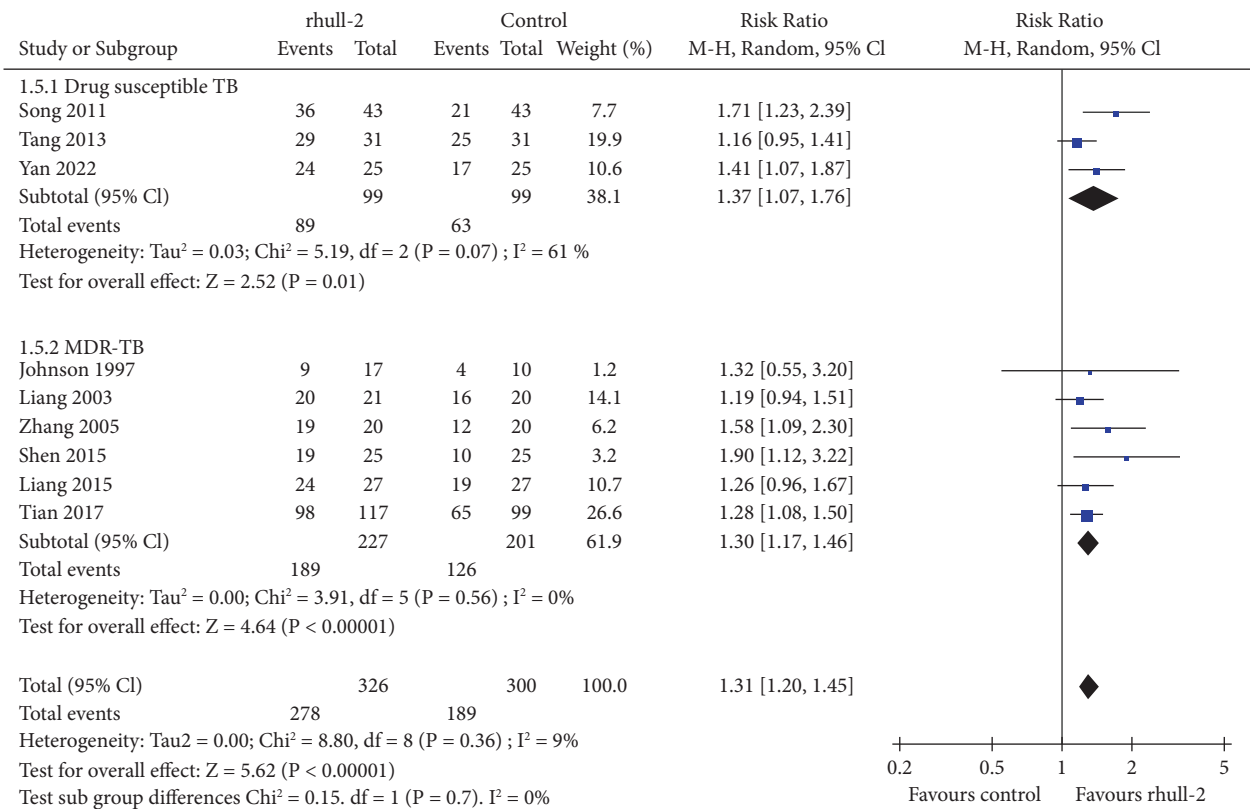 rhull-2 Control Risk Ratio Risk Ratio
Study or Subgroup Events Total Events Total Weight (%) M-H, Random, 95% Cl M-H, Random, 95% Cl
1.5.1 Drug susceptible TB
Song 2011 36 43 21 43 7.7 1.71 [1.23, 2.39]
Tang 2013 29 31 25 31 19.9 1.16 [0.95, 1.41]
Yan 2022 24 25 17 25 10.6 1.41 [1.07, 1.87]
Subtotal (95% Cl) 99 99 38.1 1.37 [1.07, 1.76]
Total events 89 63
Heterogeneity: Tau² = 0.03; Chi² = 5.19, df = 2 (P = 0.07) ; I² = 61 %
Test for overall effect: Z = 2.52 (P = 0.01)
1.5.2 MDR-TB
Johnson 1997 9 17 4 10 1.2 1.32 [0.55, 3.20]
Liang 2003 20 21 16 20 14.1 1.19 [0.94, 1.51]
Zhang 2005 19 20 12 20 6.2 1.58 [1.09, 2.30]
Shen 2015 19 25 10 25 3.2 1.90 [1.12, 3.22]
Liang 2015 24 27 19 27 10.7 1.26 [0.96, 1.67]
Tian 2017 98 117 65 99 26.6 1.28 [1.08, 1.50]
Subtotal (95% Cl) 227 201 61.9 1.30 [1.17, 1.46]
Total events 189 126
Heterogeneity: Tau² = 0.00; Chi² = 3.91, df = 5 (P = 0.56) ; I² = 0%
Test for overall effect: Z = 4.64 (P < 0.00001)
Total (95% Cl) 326 300 100.0 1.31 [1.20, 1.45]
Total events 278 189
Heterogeneity: Tau2 = 0.00; Chi² = 8.80, df = 8 (P = 0.36) ; I² = 9%
Test for overall effect: Z = 5.62 (P < 0.00001)
Test sub group differences Chi² = 0.15. df = 1 (P = 0.7). I² = 0%
0.2 0.5 1 2 5
Favours control Favours rhull-2